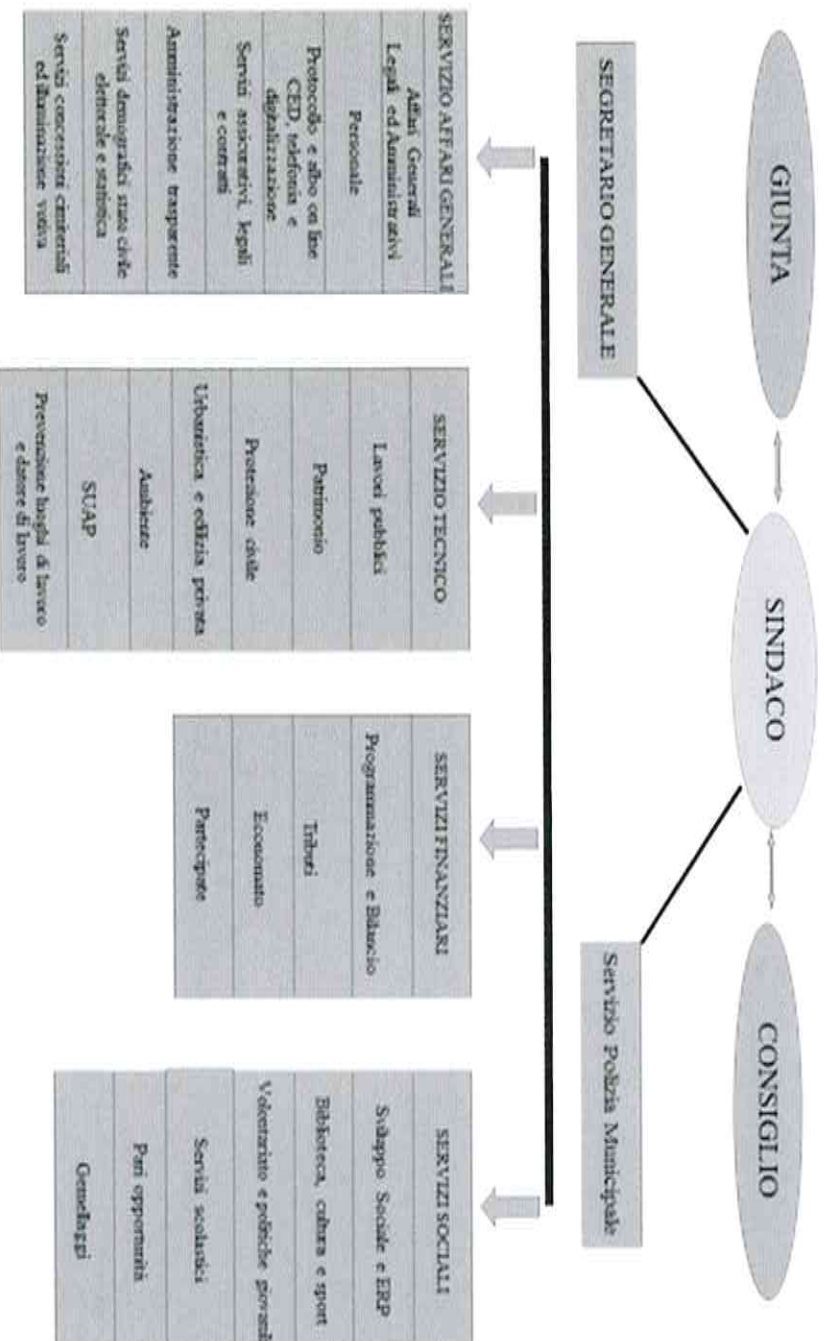 GIUNTA
SINDACO
CONSIGLIO
SEGRETARIO GENERALE
Servizio Polizia Municipale
SERVIZIO AFFARI GENERALI
Affari Generali
Legali ed Amministrativi
Personale
Protocollo e albo on line
CED, telefonia e
digitalizzazione
Servizi assicurativi, legali
e contratti
Amministrazione trasparente
Servizi demografici stato civile
elettorale e statistica
Servizi concessioni cimiteriali
ed illuminazione votiva
SERVIZIO TECNICO
Lavori pubblici
Patrimonio
Protezione civile
Urbanistica e edilizia privata
Ambiente
SUAP
Prevenzione luoghi di lavoro
e datore di lavoro
SERVIZI FINANZIARI
Programmazione e Bilancio
Tributi
Economato
Partecipate
SERVIZI SOCIALI
Sviluppo Sociale e ERP
Biblioteca, cultura e sport
Volontariato e politiche giovanili
Servizi scolastici
Pari opportunità
Gemellaggi